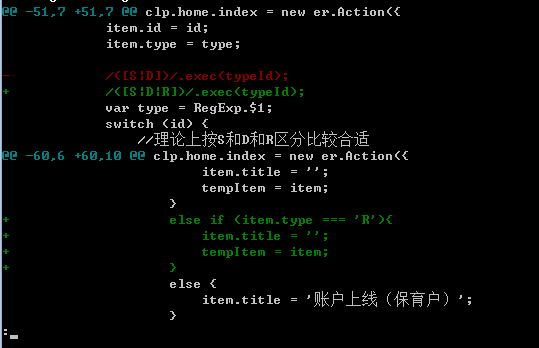 @@ -51,7 +51,7 @@ clp.home.index = new er.Action({
item.id = id;
item.type = type;
- /([S|D])/.exec(typeId);
+ /([S|D|R])/.exec(typeId);
var type = RegExp.$1;
switch (id) {
//理论上按S和D和R区分比较合适
@@ -60,6 +60,10 @@ clp.home.index = new er.Action({
item.title = '';
tempItem = item;
}
+ else if (item.type === 'R'){
+ item.title = '';
+ tempItem = item;
+ }
else {
item.title = '账户上线（保育户）';
}
: